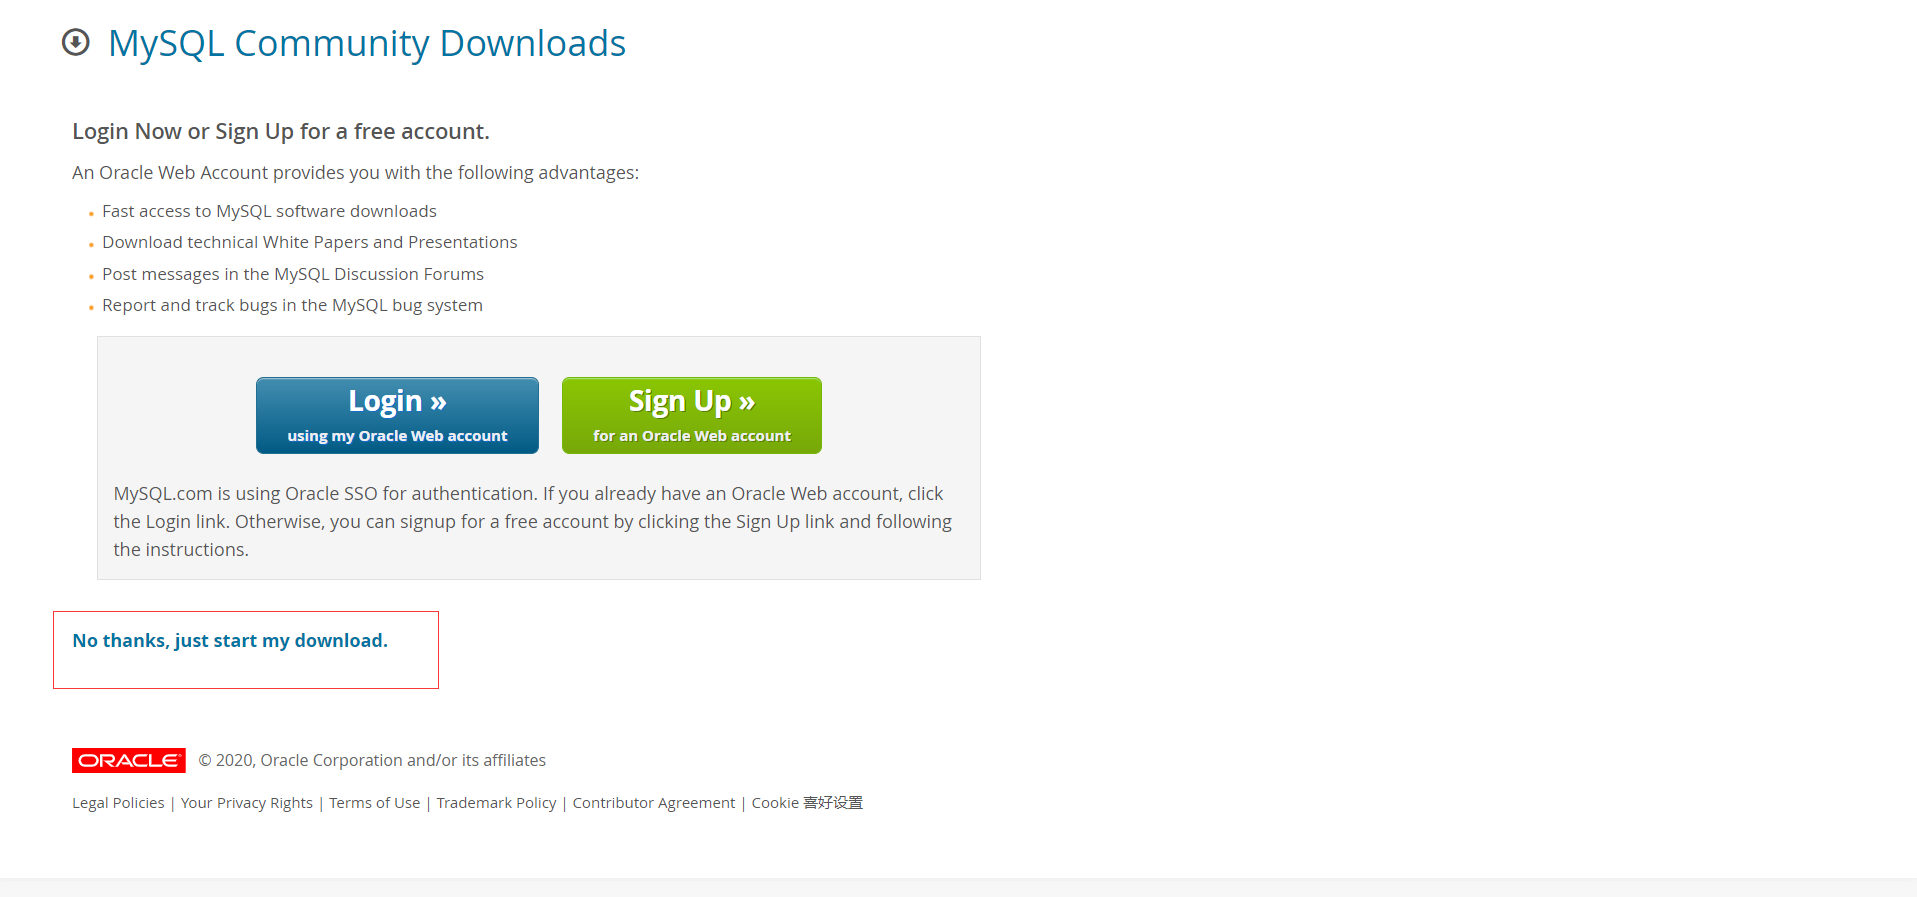 MySQL Community Downloads
Login Now or Sign Up for a free account.
An Oracle Web Account provides you with the following advantages:
Fast access to MySQL software downloads
Download technical White Papers and Presentations
Post messages in the MySQL Discussion Forums
Report and track bugs in the MySQL bug system
Login »
using my Oracle Web account
Sign Up »
for an Oracle Web account
MySQL.com is using Oracle SSO for authentication. If you already have an Oracle Web account, click
the Login link. Otherwise, you can signup for a free account by clicking the Sign Up link and following
the instructions.
No thanks, just start my download.
ORACLE © 2020, Oracle Corporation and/or its affiliates
Legal Policies | Your Privacy Rights | Terms of Use | Trademark Policy | Contributor Agreement | Cookie 喜好设置